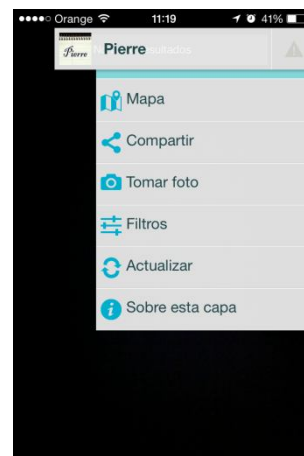 Orange 11:19 41%
Pierre Pierre
Mapa
Compartir
Tomar foto
Filtros
Actualizar
Sobre esta capa